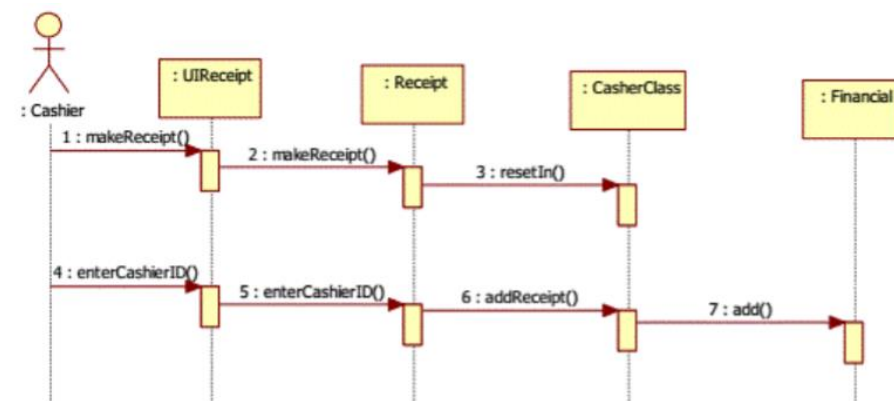 : UIReceipt
: Receipt
: CasherClass
: Financial
: Cashier
1 : makeReceipt()
2 : makeReceipt()
3 : resetIn()
4 : enterCashierID()
5 : enterCashierID()
6 : addReceipt()
7 : add()